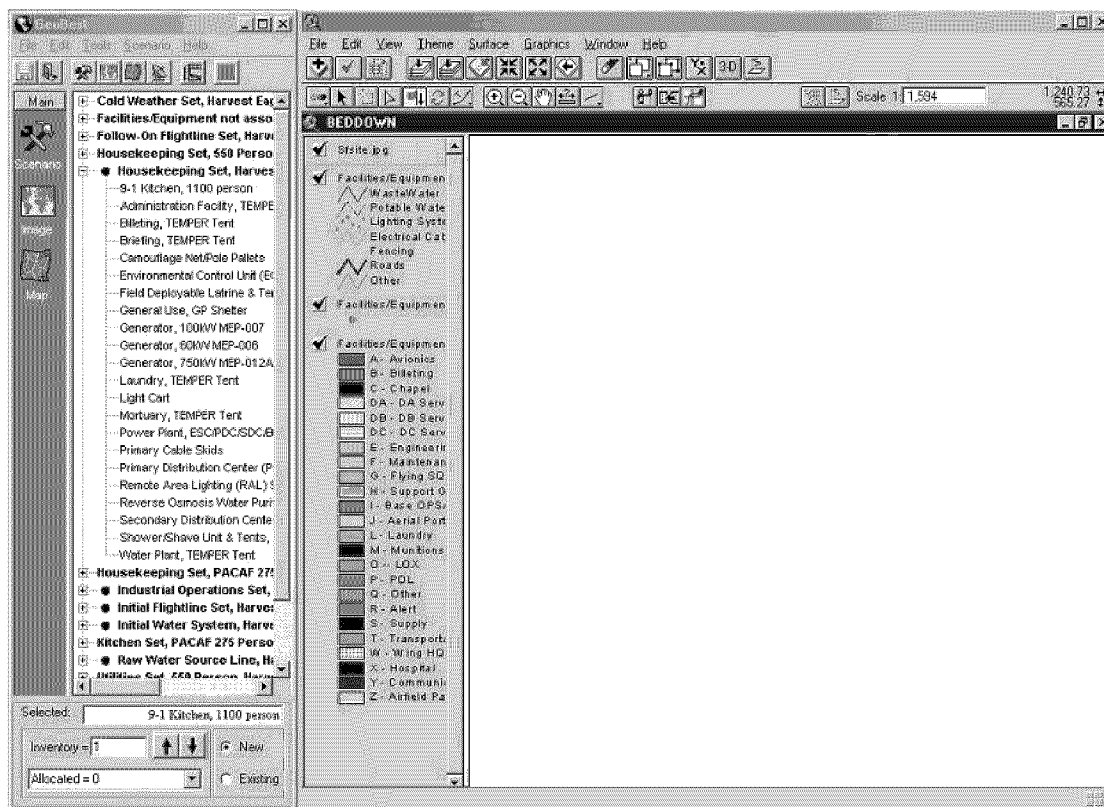 GeoBest
File Edit Tools Scenario Help
Main
Scenario
Image
Map
Cold Weather Set, Harvest Eag
Facilities/Equipment not asso
Follow-On Flightline Set, Harve
Housekeeping Set, 550 Perso
Housekeeping Set, Harves
9-1 Kitchen, 1100 person
Administration Facility, TEMPE
Billeting, TEMPER Tent
Briefing, TEMPER Tent
Camouflage Net/Pole Pallets
Environmental Control Unit (EC
Field Deployable Latrine & Ter
General Use, GP Shelter
Generator, 100kW MEP-007
Generator, 60kW MEP-006
Generator, 750kW MEP-012A
Laundry, TEMPER Tent
Light Cart
Mortuary, TEMPER Tent
Power Plant, ESC/PDC/SDC/B
Primary Cable Skids
Primary Distribution Center (P
Remote Area Lighting (RAL) S
Reverse Osmosis Water Puri
Secondary Distribution Cente
Shower/Shave Unit & Tents,
Water Plant, TEMPER Tent
Housekeeping Set, PACAF 275
Industrial Operations Set,
Initial Flightline Set, Harves
Initial Water System, Harve
Kitchen Set, PACAF 275 Perso
Raw Water Source Line, Ha
Utilities Set, 550 Person, Harve
Selected: 9-1 Kitchen, 1100 person
Inventory = 1
New
Allocated = 0
Existing
File Edit View Theme Surface Graphics Window Help
3-D
Scale 1: 1,594
1,240.73
565.27
BEDDOWN
Sfsite.jpg
Facilities/Equipmen
WasteWater
Potable Wate
Lighting Syste
Electrical Cab
Fencing
Roads
Other
Facilities/Equipmen
Facilities/Equipmen
A - Avionics
B - Billeting
C - Chapel
DA - DA Serv
DB - DB Serv
DC - DC Serv
E - Engineerin
F - Maintenan
G - Flying SQ
H - Support G
I - Base OPS/
J - Aerial Port
L - Laundry
M - Munitions
O - LOX
P - POL
Q - Other
R - Alert
S - Supply
T - Transporta
W - Wing HQ
X - Hospital
Y - Communi
Z - Airfield Pa